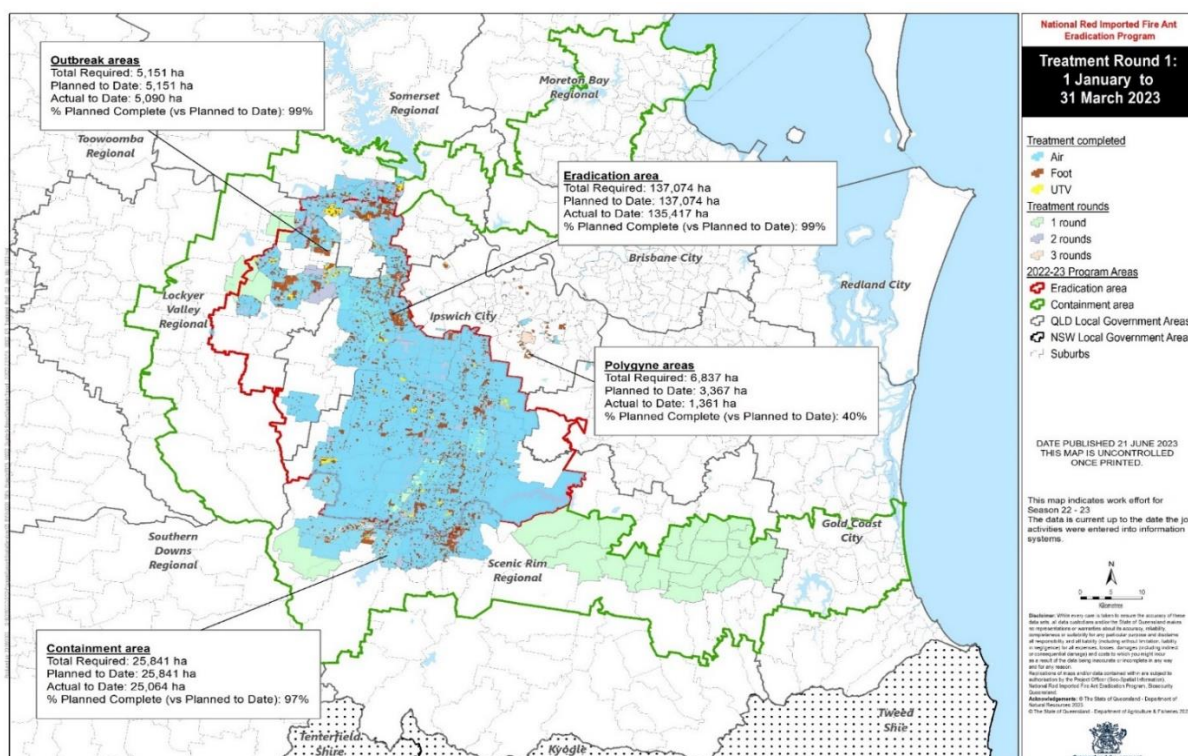 National Red Imported Fire Ant
Eradication Program
Treatment Round 1:
1 January to
31 March 2023
Treatment completed
Air
Foot
UTV
Treatment rounds
1 round
2 rounds
3 rounds
2022-23 Program Areas
Eradication area
Containment area
QLD Local Government Areas
NSW Local Government Area
Suburbs
DATE PUBLISHED 21 JUNE 2023
THIS MAP IS UNCONTROLLED
ONCE PRINTED.
This map indicates work effort for
Season 22 - 23
The data is current up to the date the jo
activities were entered into information
systems.
N
0 5 10
Kilometres
Outbreak areas
Total Required: 5,151 ha
Planned to Date: 5,151 ha
Actual to Date: 5,090 ha
% Planned Complete (vs Planned to Date): 99%
Eradication area
Total Required: 137,074 ha
Planned to Date: 137,074 ha
Actual to Date: 135,417 ha
% Planned Complete (vs Planned to Date): 99%
Polygyne areas
Total Required: 6,837 ha
Planned to Date: 3,367 ha
Actual to Date: 1,361 ha
% Planned Complete (vs Planned to Date): 40%
Containment area
Total Required: 25,841 ha
Planned to Date: 25,841 ha
Actual to Date: 25,064 ha
% Planned Complete (vs Planned to Date): 97%
Moreton Bay
Regional
Somerset
Regional
Toowoomba
Regional
Brisbane City
Redland City
Lockyer
Valley
Regional
Ipswich City
Southern
Downs
Regional
Scenic Rim
Regional
Gold Coast
City
Tenterfield
Shire
Kyogle
Tweed
Shie